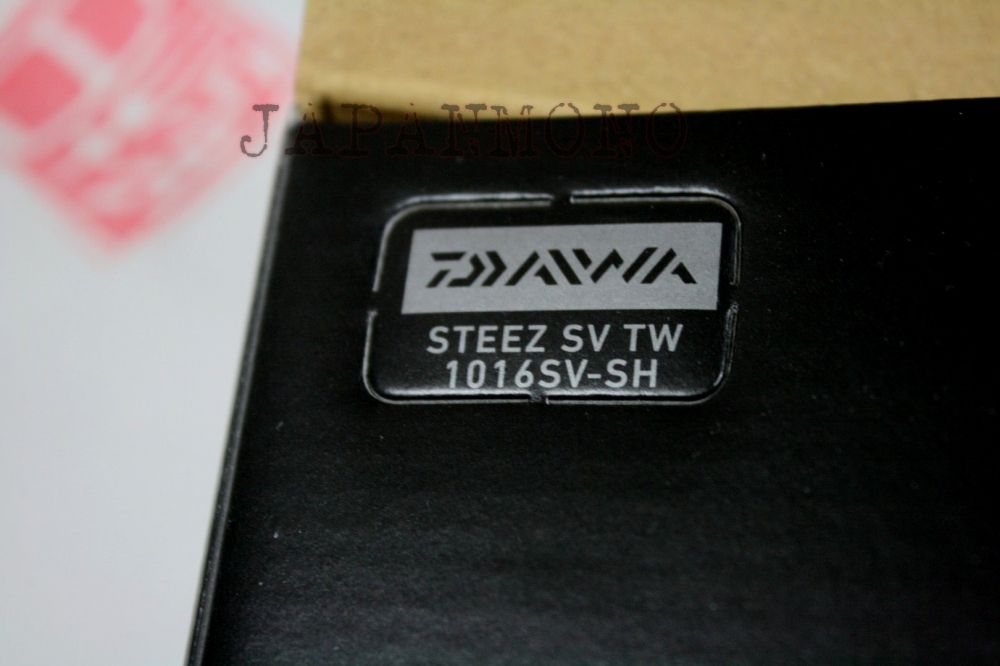 JAPANMONO
DAIWA
STEEZ SV TW
1016SV-SH